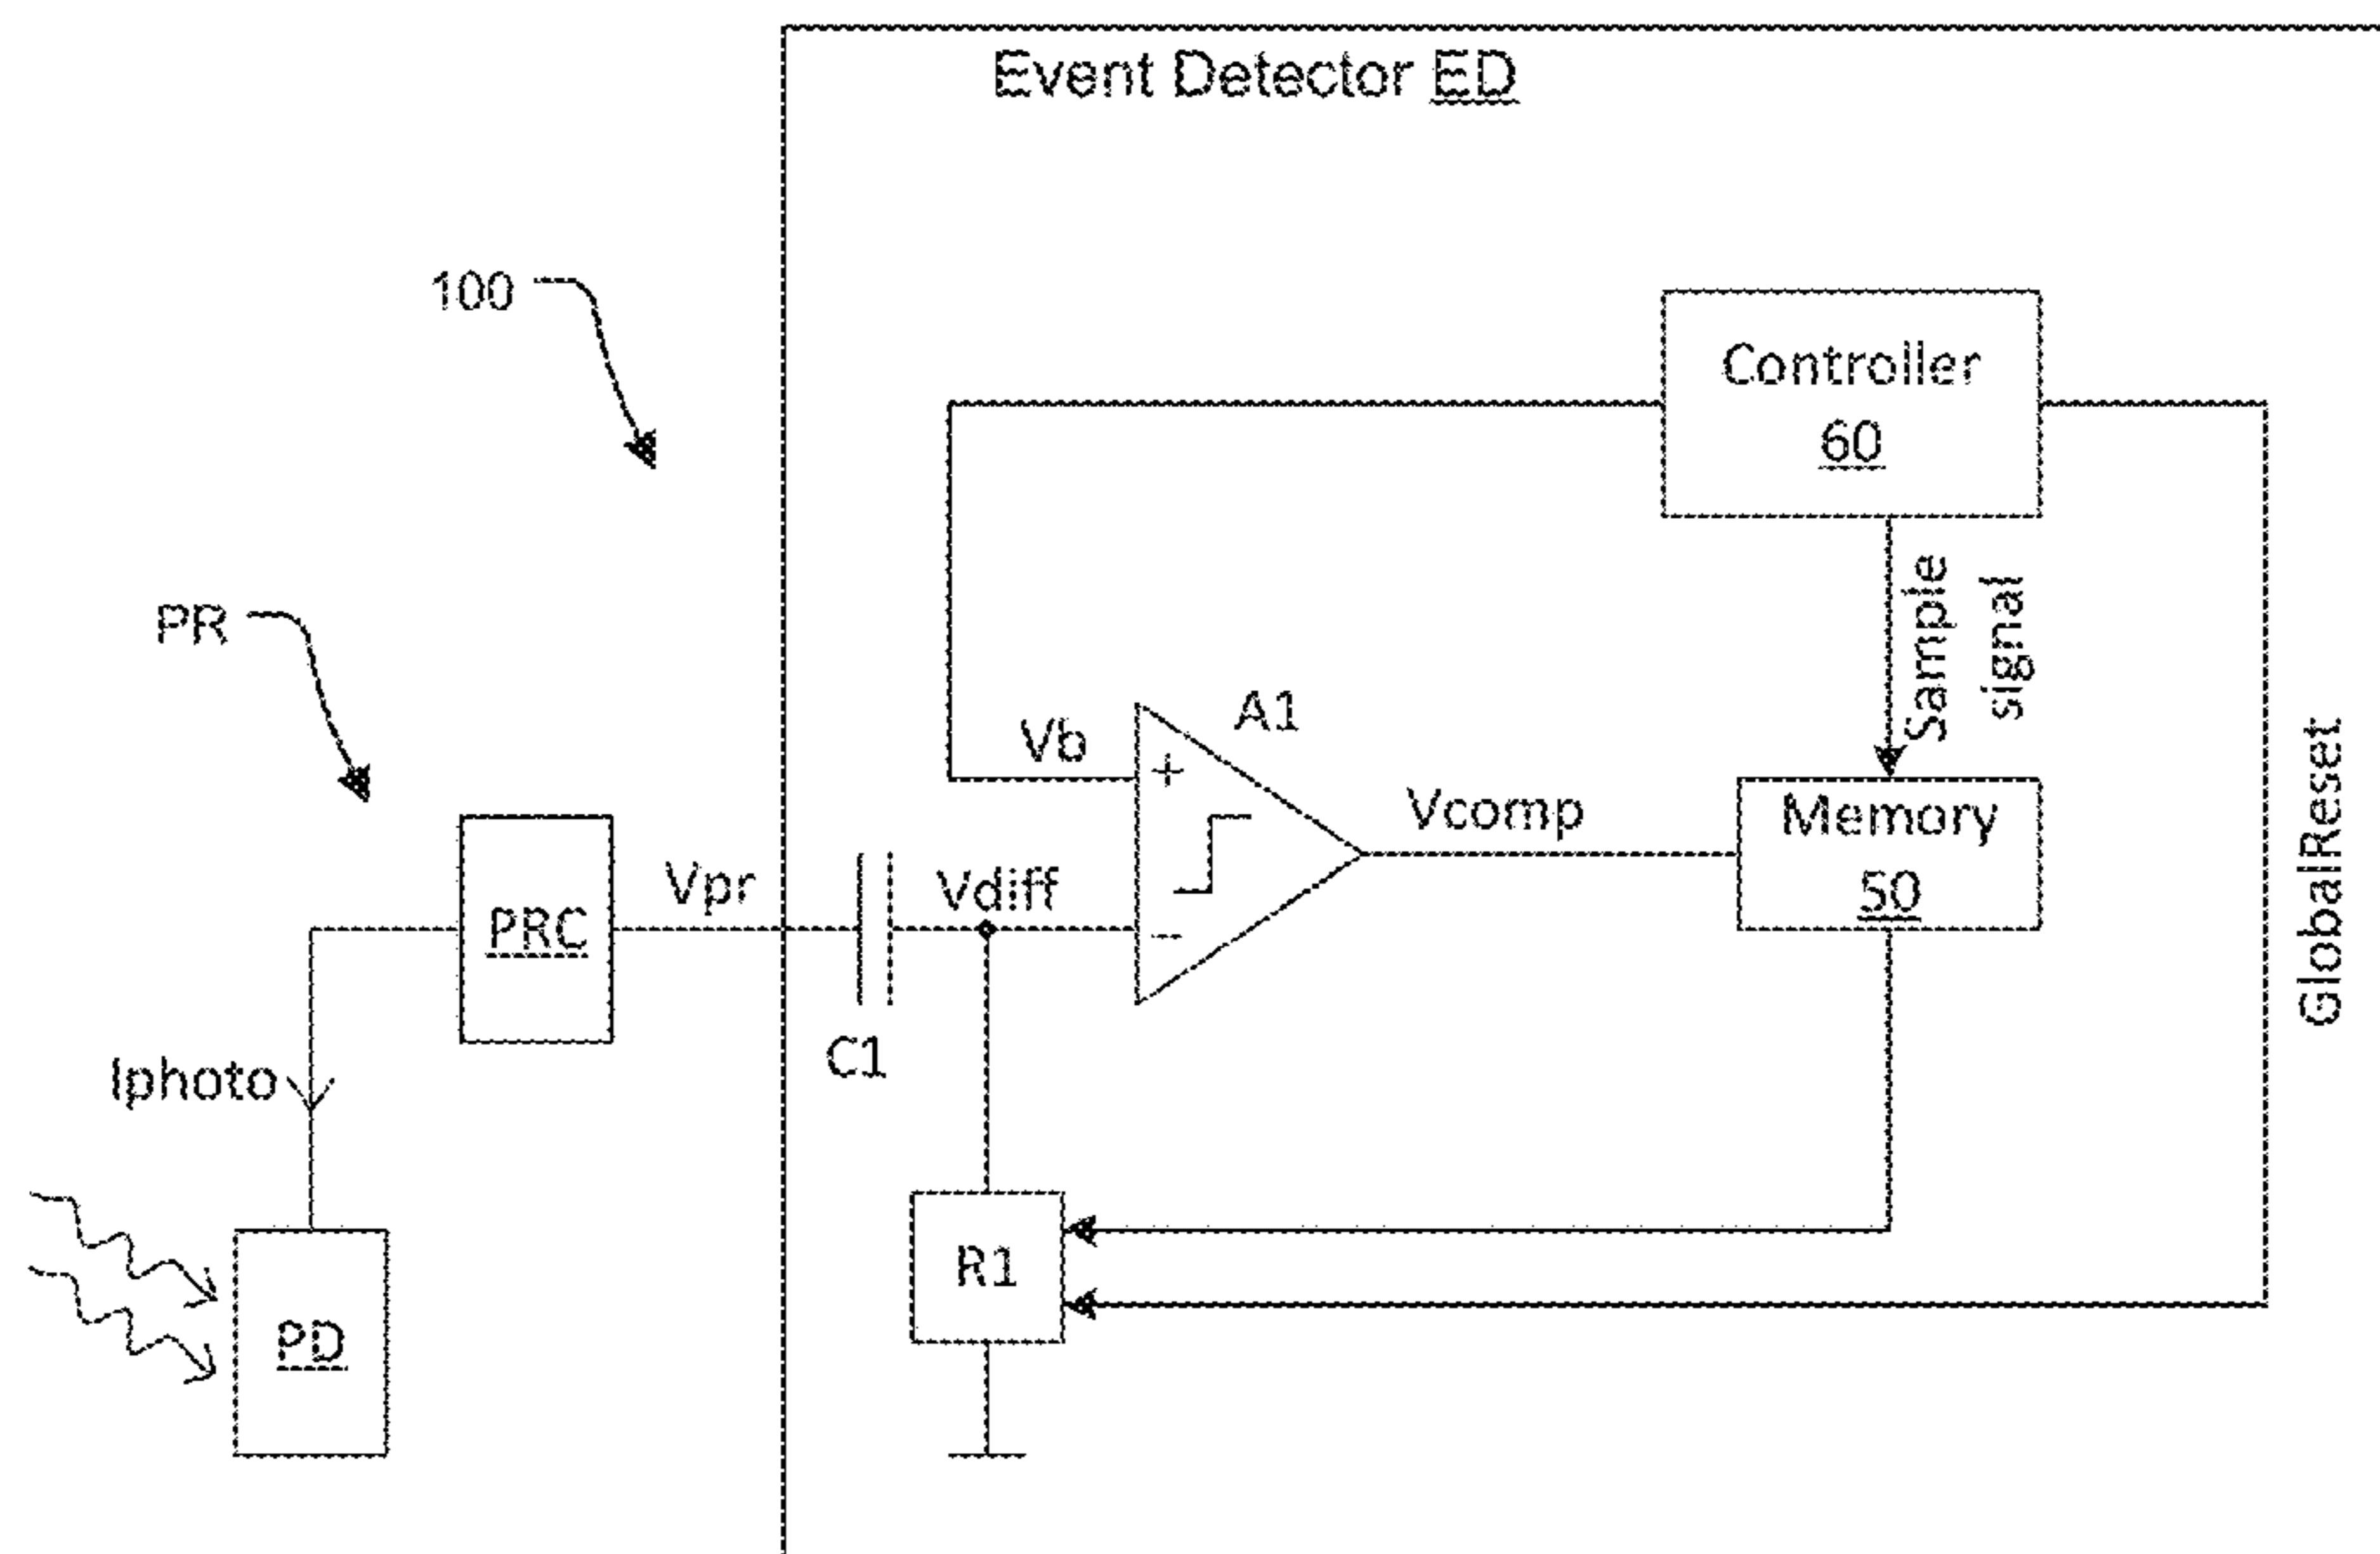 Event Detector ED
100
Controller
60
PR
Sample
signal
A1
Vb
+
GlobalReset
Vcomp
Memory
50
Vpr
Vdiff
-
PRC
C1
Iphoto
R1
PD